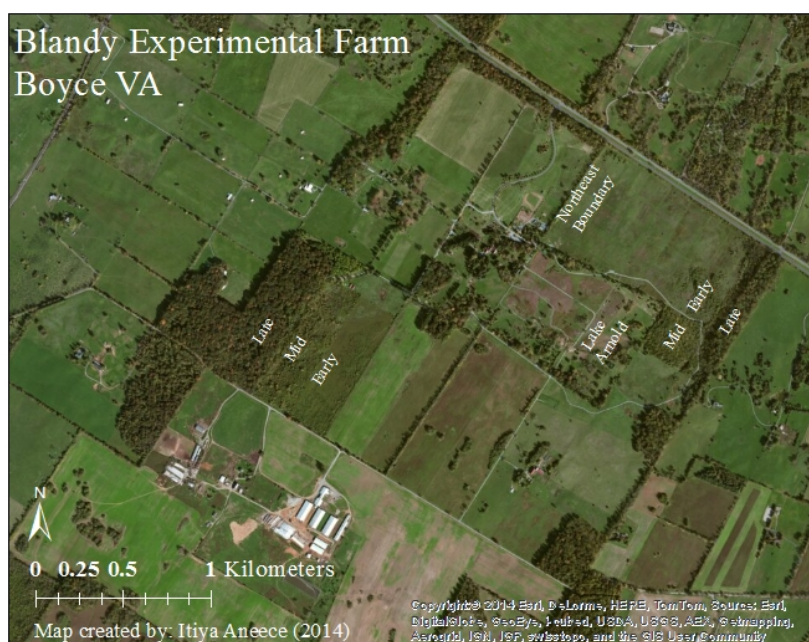 Blandy Experimental Farm
Boyce VA
Northeast
Boundary
Late
Mid
Early
Lake
Arnold
Mid
Early
Late
N
0 0.25 0.5 1 Kilometers
Map created by: Itiya Aneece (2014)
Copyright© 2014 Esri, DeLorme, HERE, TomTom, Source: Esri,
DigitalGlobe, GeoEye, i-cubed, USDA, USGS, AEX, Getmapping,
Aerogrid, IGN, IGP, swisstopo, and the GIS User Community